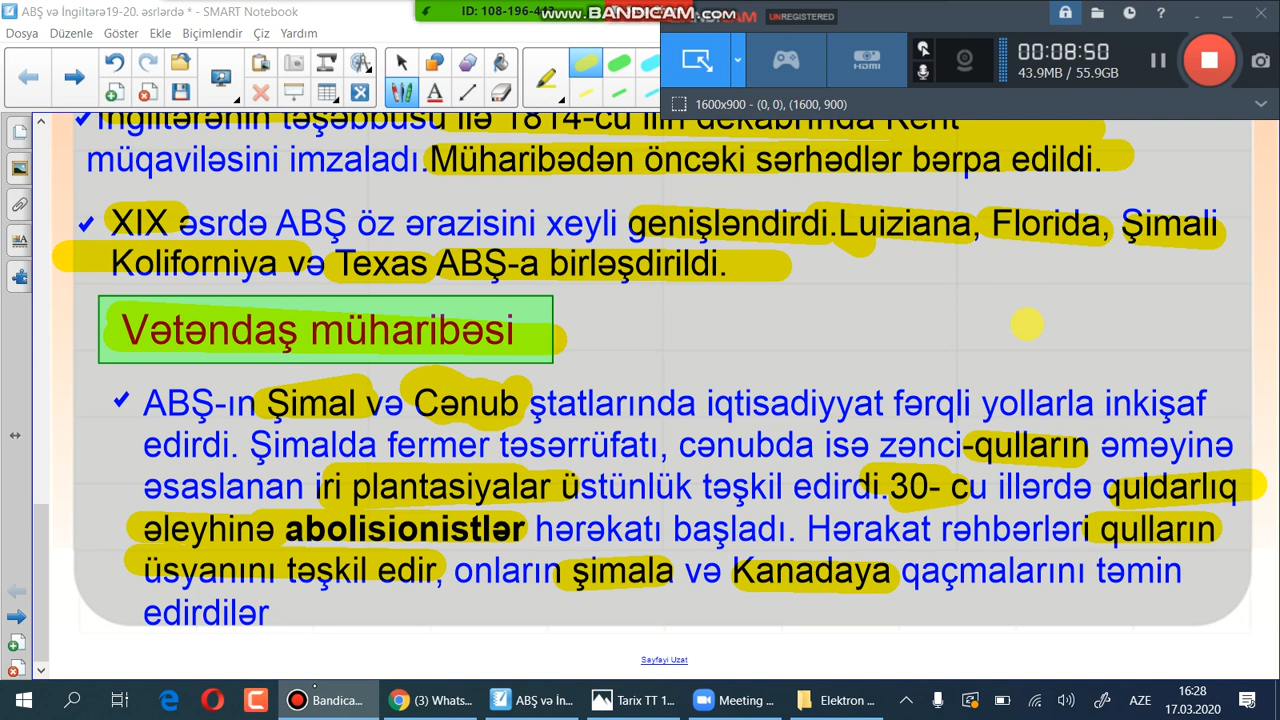 ABŞ və İngiltərə19-20. əsrlərdə * - SMART Notebook
ID: 108-196-443
www.BANDICAM.com
UNREGISTERED
Dosya Düzenle Göster Ekle Biçimlendir Çiz Yardım
HDMI
00:08:50
43.9MB / 55.9GB
1600x900 - (0, 0), (1600, 900)
İngiltərənin təşəbbüsü ilə 1814-cü ilin dekabrında Kent
müqaviləsini imzaladı.Müharibədən öncəki sərhədlər bərpa edildi.
XIX əsrdə ABŞ öz ərazisini xeyli genişləndirdi.Luiziana, Florida, Şimali
Koliforniya və Texas ABŞ-a birləşdirildi.
Vətəndaş müharibəsi
ABŞ-ın Şimal və Cənub ştatlarında iqtisadiyyat fərqli yollarla inkişaf
edirdi. Şimalda fermer təsərrüfatı, cənubda isə zənci-qulların əməyinə
əsaslanan iri plantasiyalar üstünlük təşkil edirdi.30- cu illərdə quldarlıq
əleyhinə abolisionistlər hərəkatı başladı. Hərakat rəhbərləri qulların
üsyanını təşkil edir, onların şimala və Kanadaya qaçmalarını təmin
edirdilər
Sayfayi Uzat
Bandica... (3) Whats... ABŞ və İn... Tarix TT 1... Meeting ... Elektron ... AZE
16:28
17.03.2020